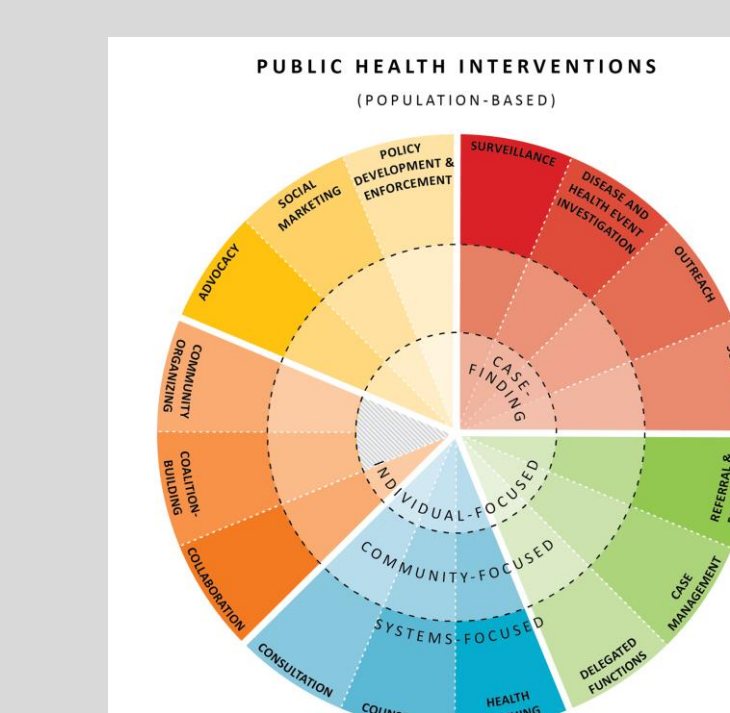 PUBLIC HEALTH INTERVENTIONS
(POPULATION-BASED)
SURVEILLANCE
DISEASE AND
HEALTH EVENT
INVESTIGATION
OUTREACH
REFERRAL &
CASE
MANAGEMENT
DELEGATED
FUNCTIONS
HEALTH
CONSULTATION
COLLABORATION
COALITION-
BUILDING
COMMUNITY
ORGANIZING
ADVOCACY
SOCIAL
MARKETING
POLICY
DEVELOPMENT &
ENFORCEMENT
CASE-
FINDING
INDIVIDUAL-FOCUSED
COMMUNITY-FOCUSED
SYSTEMS-FOCUSED